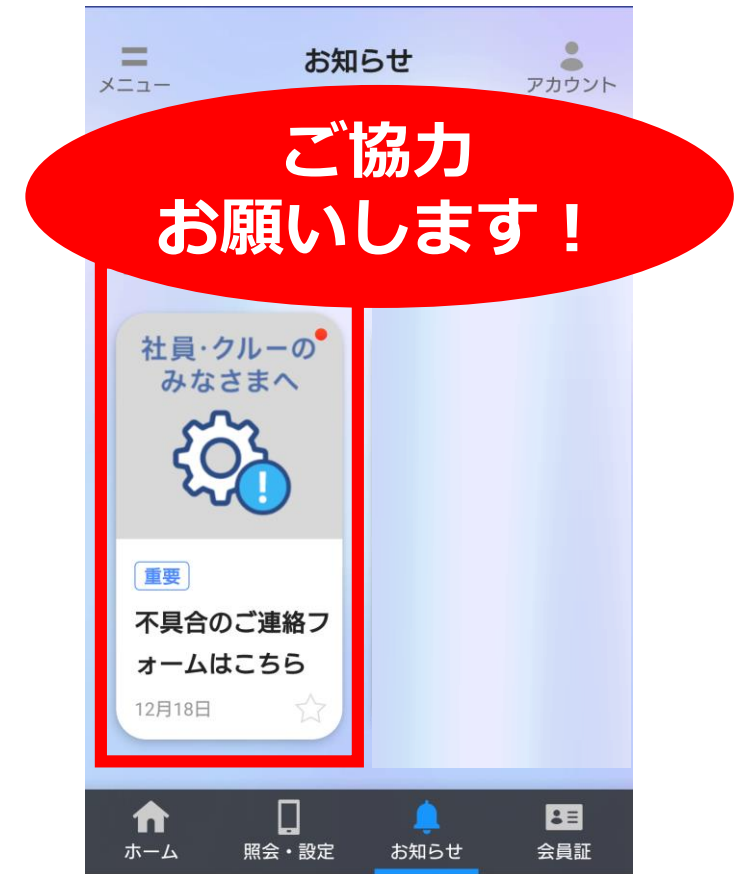 お知らせ
メニュー
アカウント
ご協力
お願いします！
社員・クルーの
みなさまへ
!
重要
不具合のご連絡フ
ォームはこちら
12月18日
ホーム
照会・設定
お知らせ
会員証